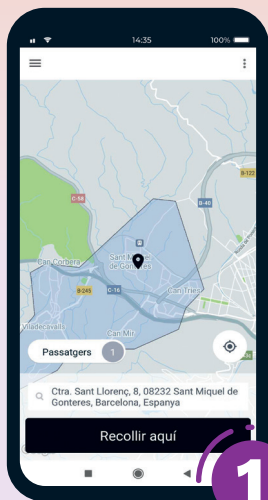 14:35
100%
B-122
C-58
B-40
Can Corbera
Sant
de Gonteres
B-245
C-16
Can Tries
Viladecavalls
Can Mir
Passatgers 1
Ctra. Sant Llorenç, 8, 08232 Sant Miquel de
Gonteres, Barcelona, Espanya
Recollir aquí
1